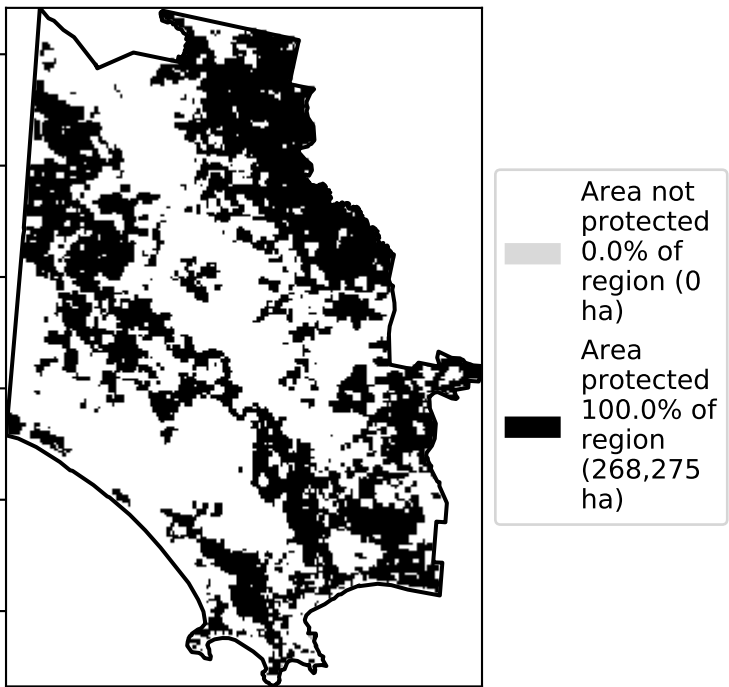 Area not
protected
0.0% of
region (0
ha)
Area
protected
100.0% of
region
(268,275
ha)